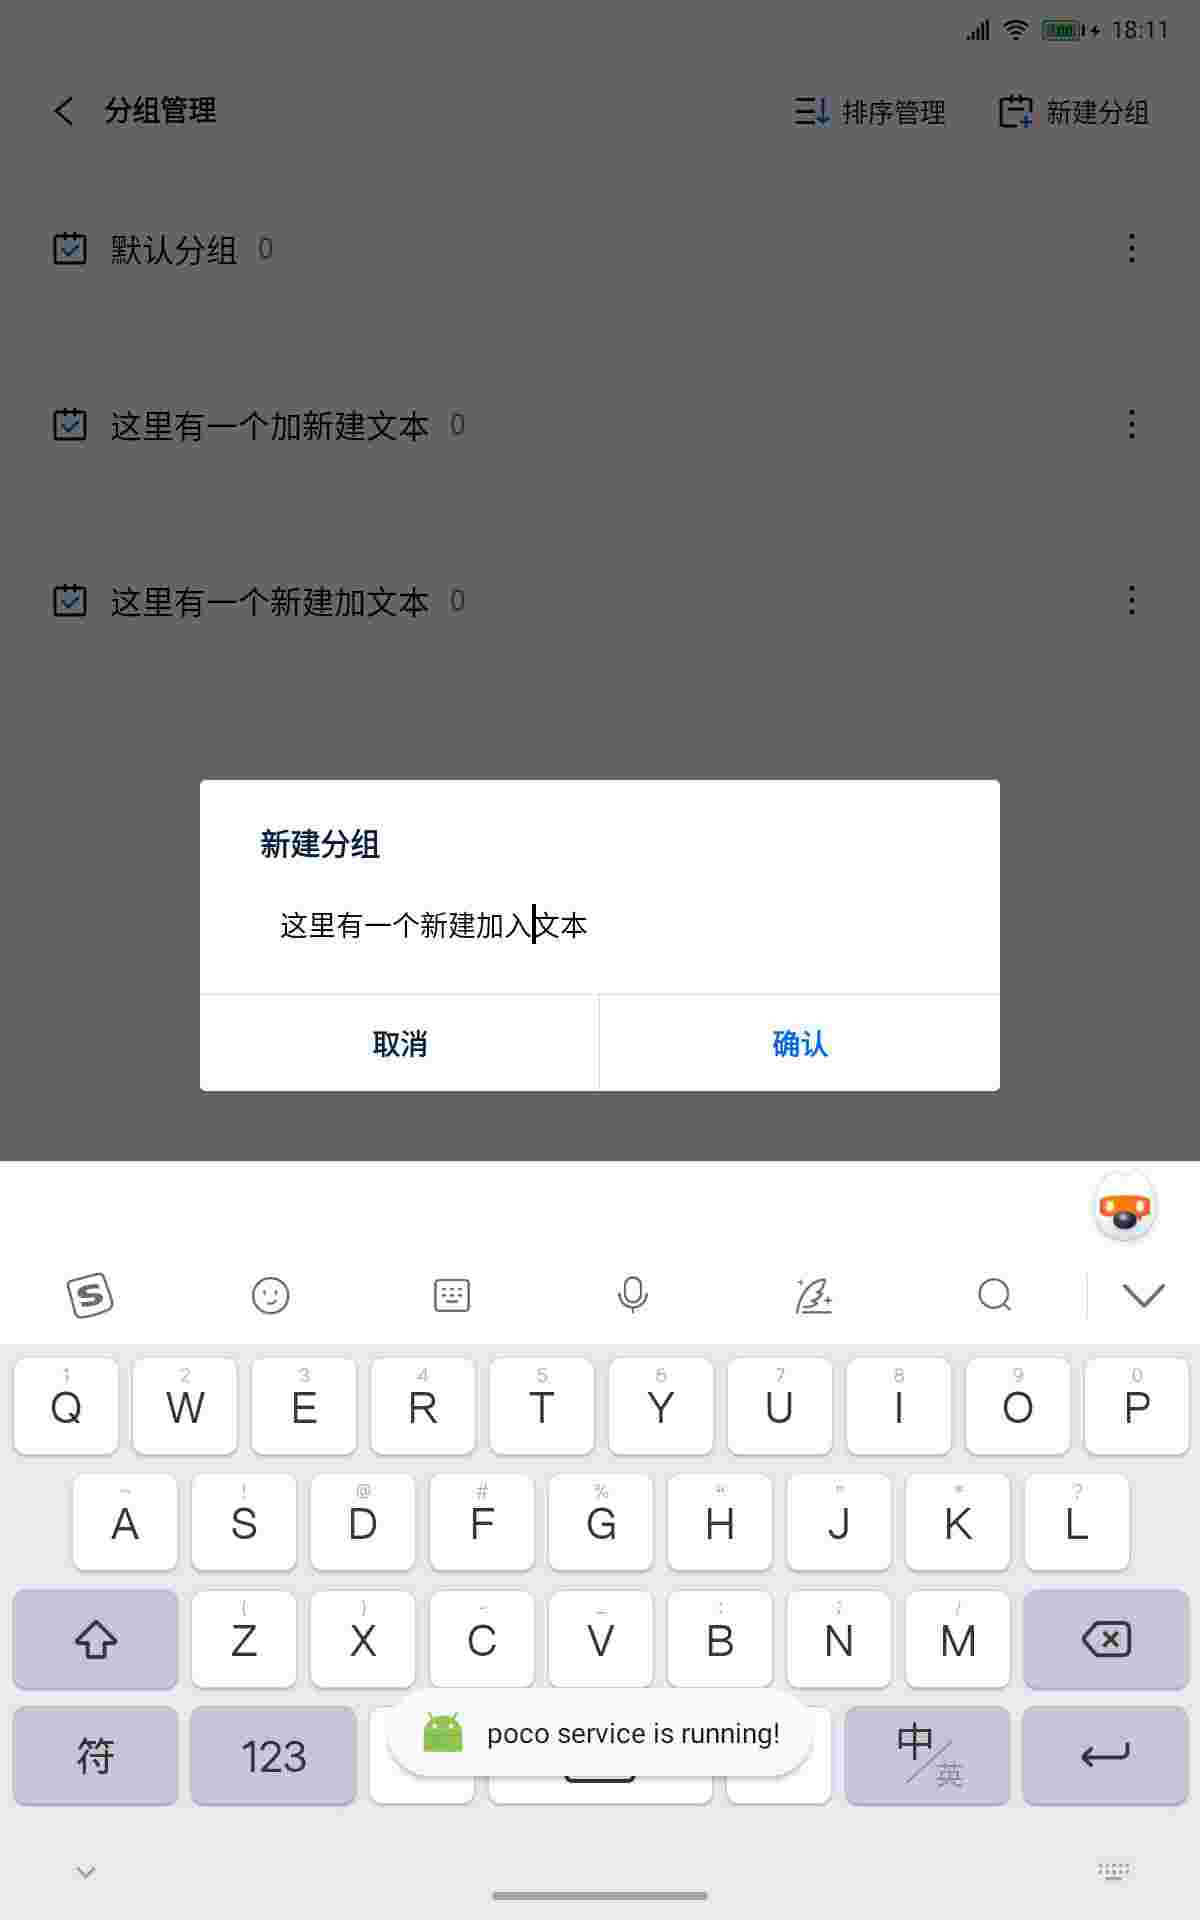 18:11
分组管理 排序管理 新建分组
默认分组 0
这里有一个加新建文本 0
这里有一个新建加文本 0
新建分组
这里有一个新建加入文本
取消 确认
1 2 3 4 5 6 7 8 9 0
Q W E R T Y U I O P
~ ! @ # % “ ” * ?
A S D F G H J K L
( ) - _ : ; /
Z X C V B N M
符 123 中/英
poco service is running!